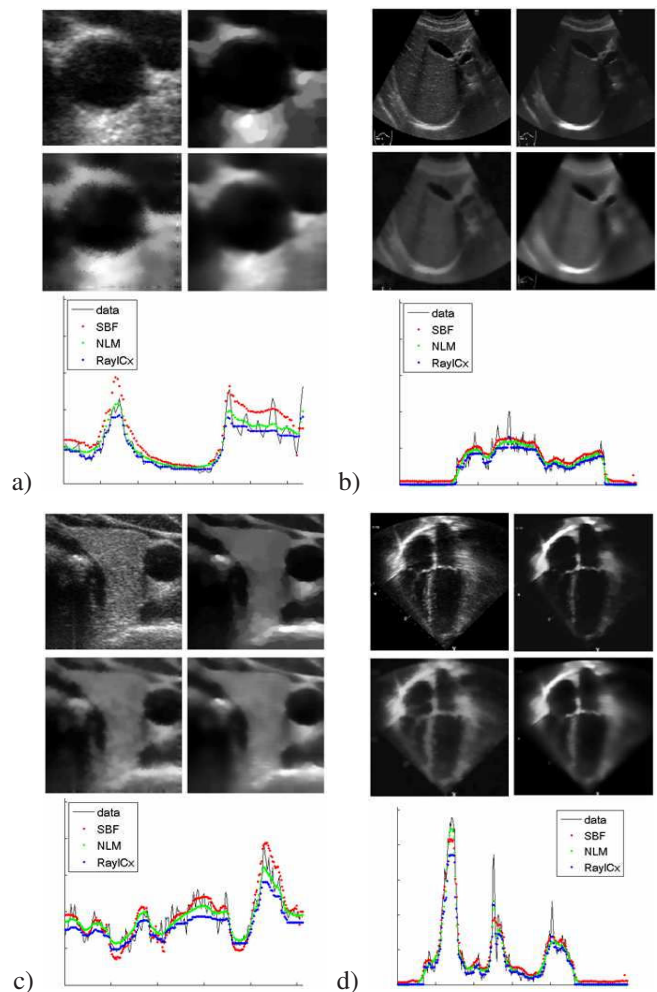 data
SBF
NLM
RaylCx
a)
data
SBF
NLM
RaylCx
b)
data
SBF
NLM
RaylCx
c)
data
SBF
NLM
RaylCx
d)